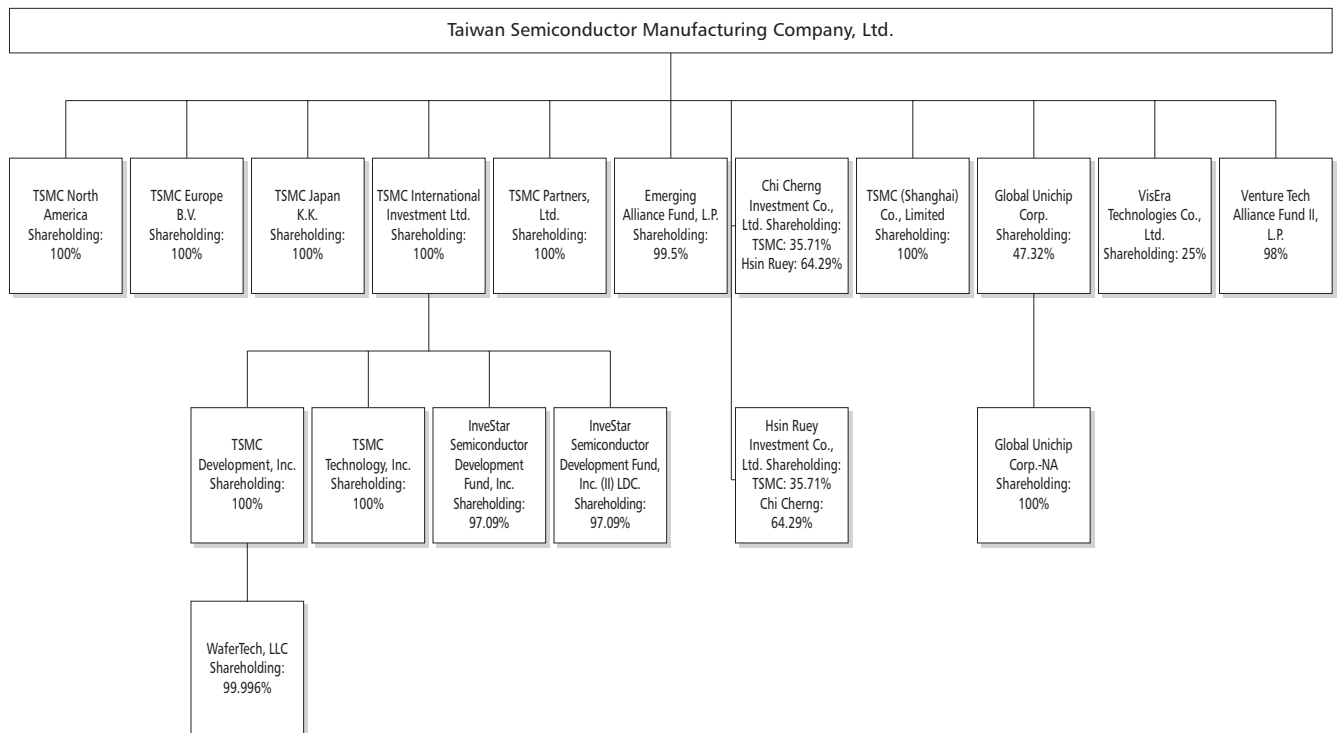 Taiwan Semiconductor Manufacturing Company, Ltd.
TSMC North
America
Shareholding:
100%
TSMC Europe
B.V.
Shareholding:
100%
TSMC Japan
K.K.
Shareholding:
100%
TSMC International
Investment Ltd.
Shareholding:
100%
TSMC Partners,
Ltd.
Shareholding:
100%
Emerging
Alliance Fund, L.P.
Shareholding:
99.5%
Chi Cherng
Investment Co.,
Ltd. Shareholding:
TSMC: 35.71%
Hsin Ruey: 64.29%
TSMC (Shanghai)
Co., Limited
Shareholding:
100%
Global Unichip
Corp.
Shareholding:
47.32%
VisEra
Technologies Co.,
Ltd.
Shareholding: 25%
Venture Tech
Alliance Fund II,
L.P.
98%
TSMC
Development, Inc.
Shareholding:
100%
TSMC
Technology, Inc.
Shareholding:
100%
InveStar
Semiconductor
Development
Fund, Inc.
Shareholding:
97.09%
InveStar
Semiconductor
Development Fund,
Inc. (II) LDC.
Shareholding:
97.09%
Hsin Ruey
Investment Co.,
Ltd. Shareholding:
TSMC: 35.71%
Chi Cherng:
64.29%
Global Unichip
Corp.-NA
Shareholding:
100%
WaferTech, LLC
Shareholding:
99.996%